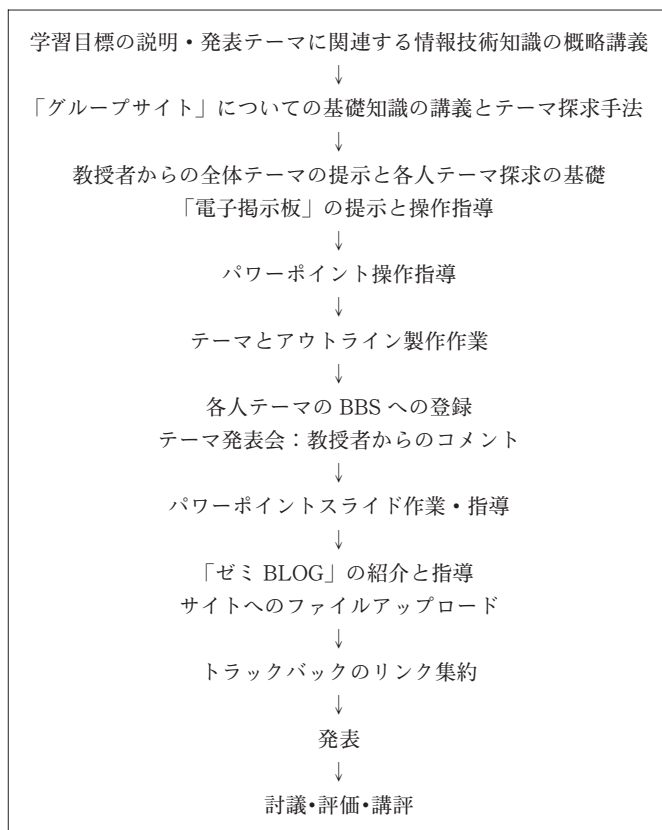 学習目標の説明・発表テーマに関連する情報技術知識の概略講義
↓
「グループサイト」についての基礎知識の講義とテーマ探求手法
↓
教授者からの全体テーマの提示と各人テーマ探求の基礎
「電子掲示板」の提示と操作指導
↓
パワーポイント操作指導
↓
テーマとアウトライン製作作業
↓
各人テーマの BBS への登録
テーマ発表会：教授者からのコメント
↓
パワーポイントスライド作業・指導
↓
「ゼミ BLOG」の紹介と指導
サイトへのファイルアップロード
↓
トラックバックのリンク集約
↓
発表
↓
討議・評価・講評